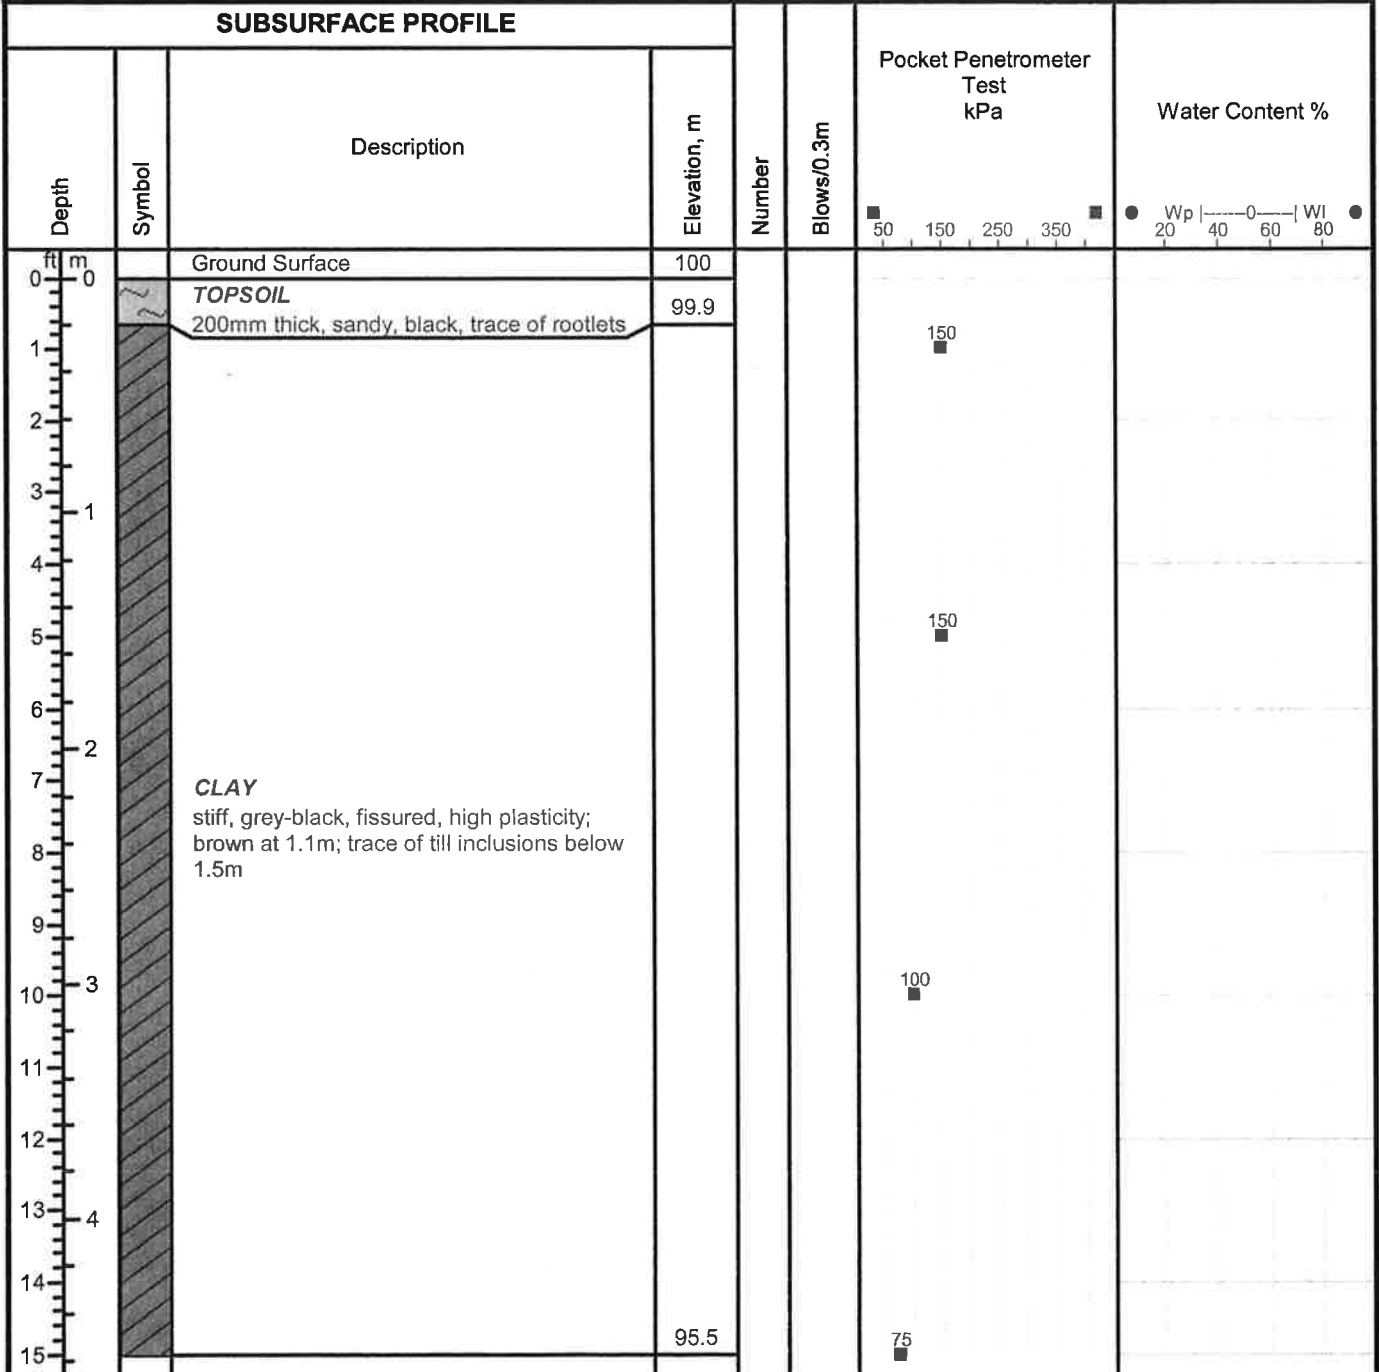 SUBSURFACE PROFILE
Depth
Symbol
Description
Elevation, m
Number
Blows/0.3m
Pocket Penetrometer
Test
kPa
50 150 250 350
Water Content %
Wp |------0-----| Wl
20 40 60 80
ft m
Ground Surface
100
0 0
TOPSOIL
200mm thick, sandy, black, trace of rootlets
99.9
150
1
2
3
1
4
150
5
6
2
7
CLAY
stiff, grey-black, fissured, high plasticity;
brown at 1.1m; trace of till inclusions below
1.5m
8
9
100
3
10
11
12
13
4
14
95.5
75
15